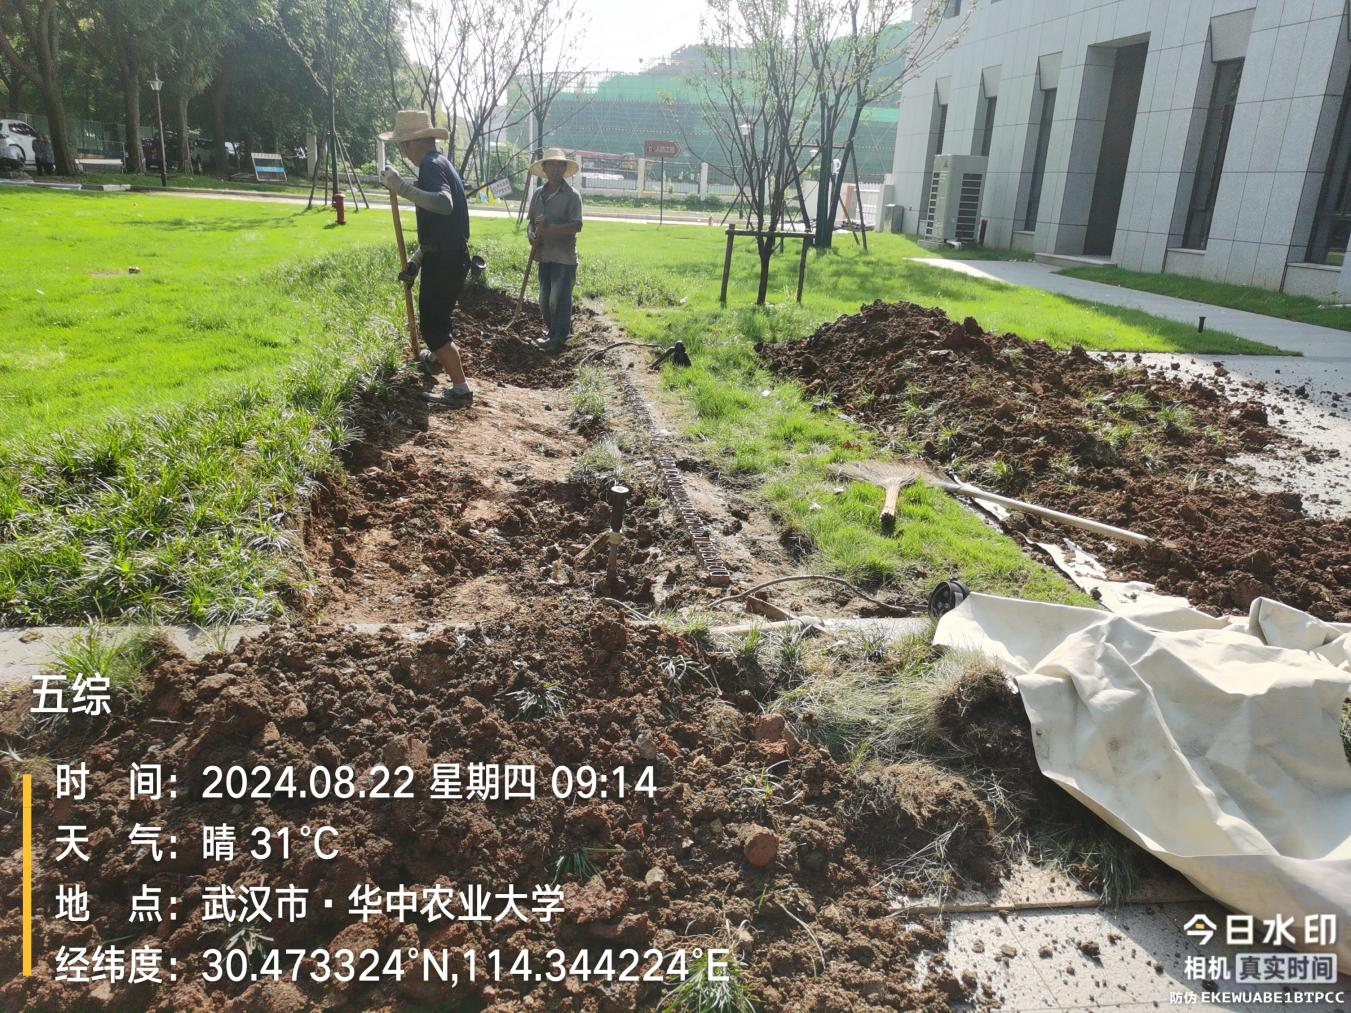 五综
时 间：2024.08.22 星期四 09:14
天 气：晴 31℃
地 点：武汉市·华中农业大学
经纬度：30.473324°N,114.344224°E
今日水印
相机 真实时间
防伪 EKEWUABE1BTPCC